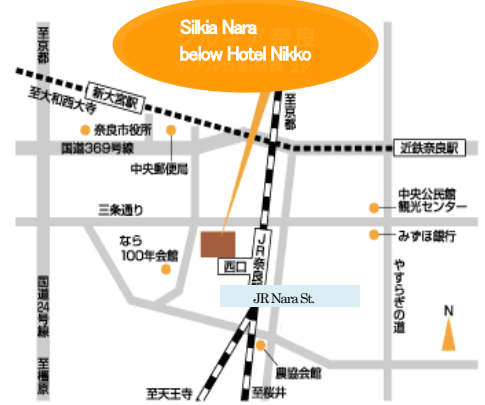 Silkia Nara
below Hotel Nikko
至京都
至京都
新大宮駅
至大和西大寺
奈良市役所
国道369号線
近鉄奈良駅
中央郵便局
中央公民館
観光センター
三条通り
みずほ銀行
なら
100年会館
西口
JR奈良
やすらぎの道
国道24号線
JR Nara St.
N
至橿原
農協会館
至天王寺
至桜井